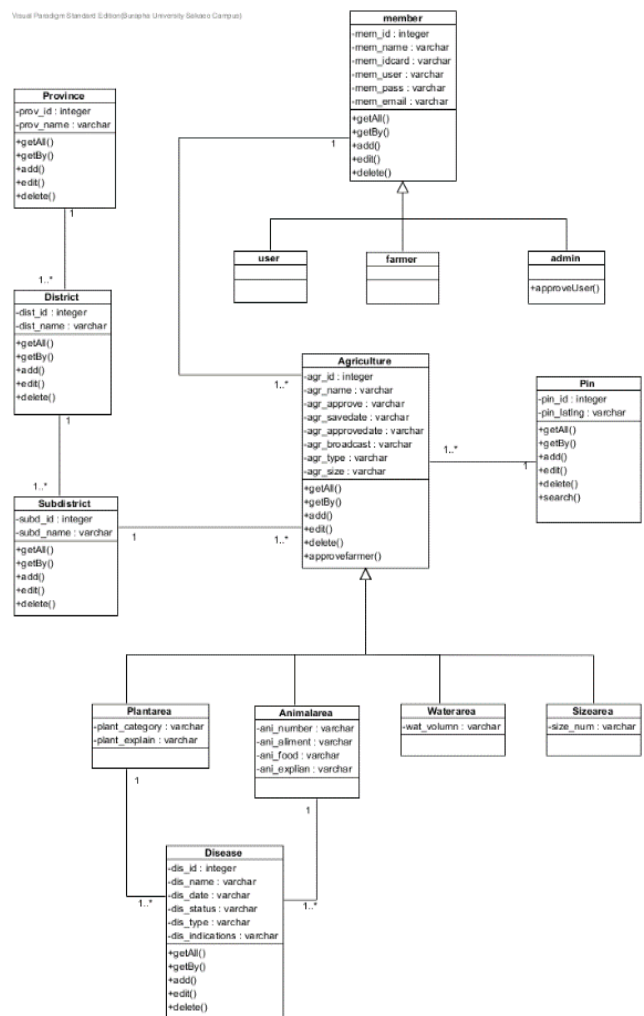 Visual Paradigm Standard Edition(Burapha University Sakaeo Campus)
member
-mem_id : integer
-mem_name : varchar
-mem_idcard : varchar
-mem_user : varchar
-mem_pass : varchar
-mem_email : varchar
+getAll()
+getBy()
+add()
+edit()
+delete()
Province
-prov_id : integer
-prov_name : varchar
+getAll()
+getBy()
+add()
+edit()
+delete()
1
1
1..*
user
farmer
admin
+approveUser()
District
-dist_id : integer
-dist_name : varchar
+getAll()
+getBy()
+add()
+edit()
+delete()
1
1..*
Agriculture
-agr_id : integer
-agr_name : varchar
-agr_approve : varchar
-agr_savedate : varchar
-agr_approvedate : varchar
-agr_broadcast : varchar
-agr_type : varchar
-agr_size : varchar
+getAll()
+getBy()
+add()
+edit()
+delete()
+approvefarmer()
1..*
1..*
1
Pin
-pin_id : integer
-pin_lating : varchar
+getAll()
+getBy()
+add()
+edit()
+delete()
+search()
Subdistrict
-subd_id : integer
-subd_name : varchar
+getAll()
+getBy()
+add()
+edit()
+delete()
1
1..*
Plantarea
-plant_category : varchar
-plant_explain : varchar
1
Animalarea
-ani_number : varchar
-ani_aliment : varchar
-ani_food : varchar
-ani_explian : varchar
1
Waterarea
-wat_volumn : varchar
Sizearea
-size_num : varchar
Disease
-dis_id : integer
-dis_name : varchar
-dis_date : varchar
-dis_status : varchar
-dis_type : varchar
-dis_indications : varchar
+getAll()
+getBy()
+add()
+edit()
+delete()
1..*
1..*